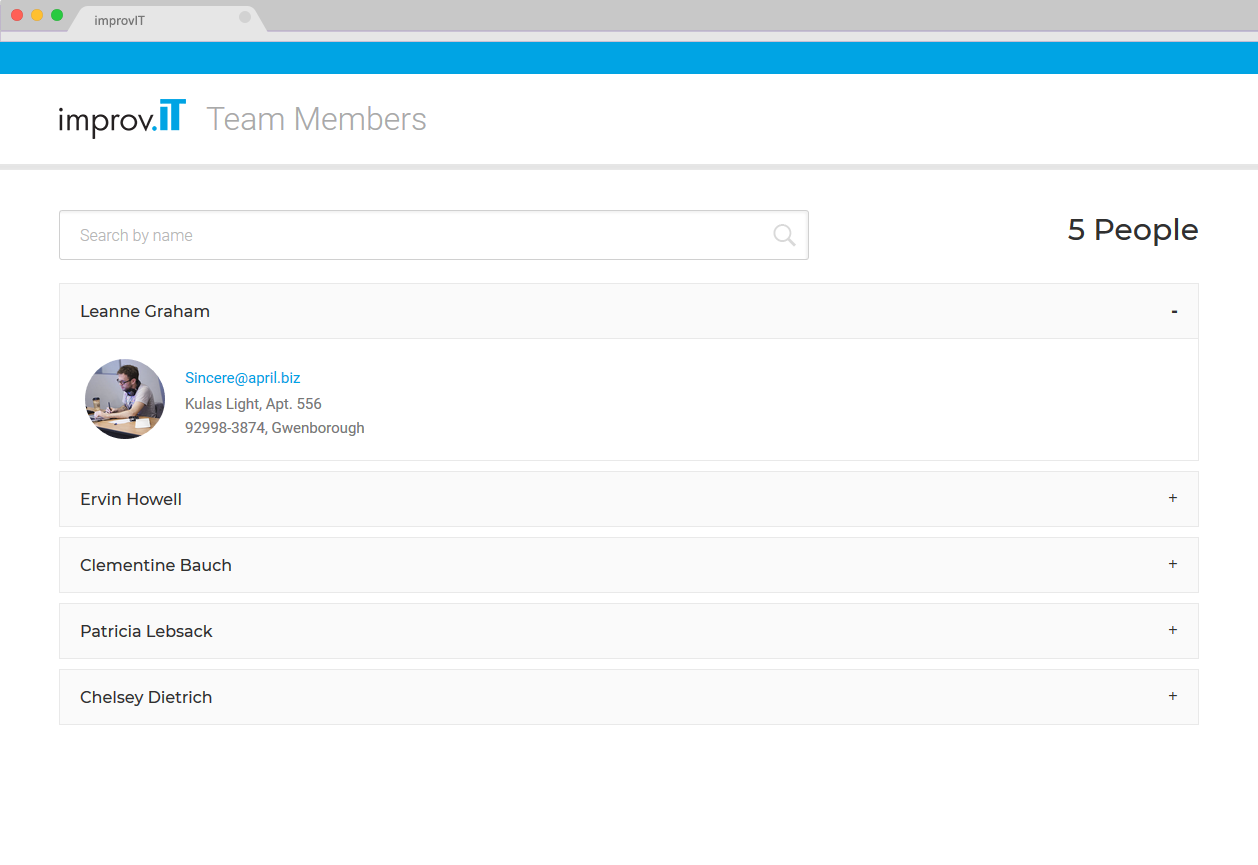 improvIT
improv.iT Team Members
Search by name
5 People
Leanne Graham -
Sincere@april.biz
Kulas Light, Apt. 556
92998-3874, Gwenborough
Ervin Howell +
Clementine Bauch +
Patricia Lebsack +
Chelsey Dietrich +